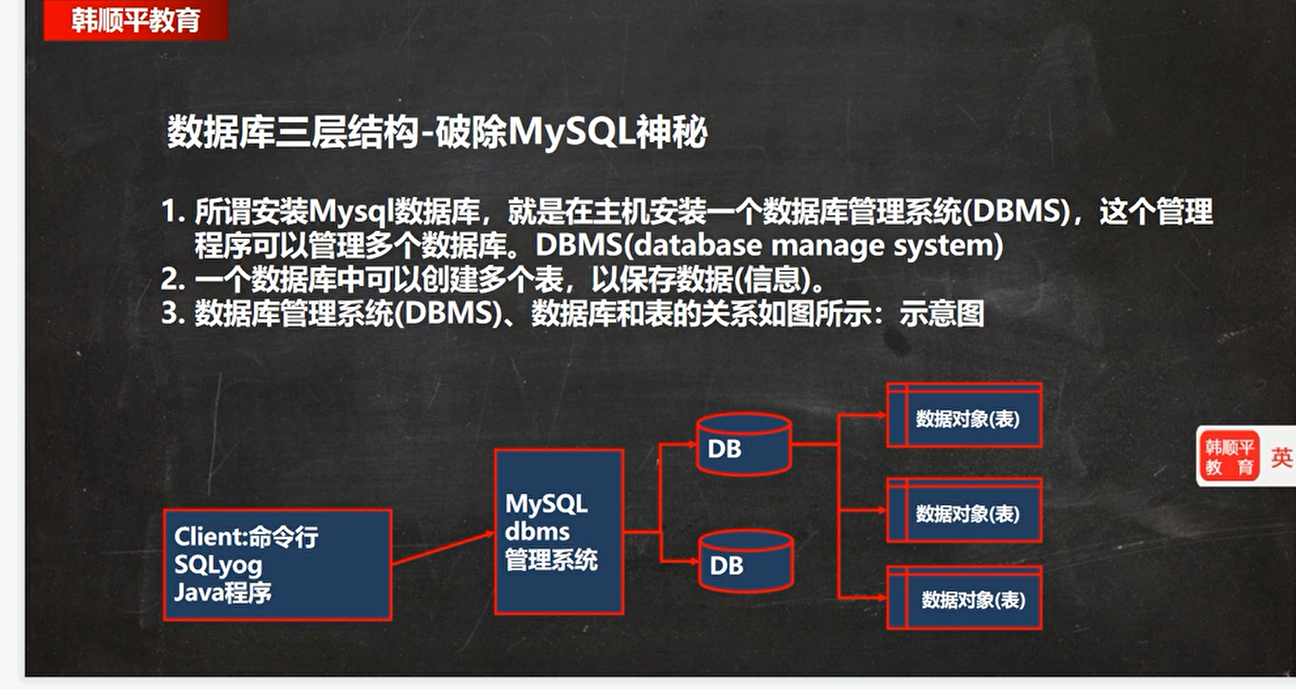 韩顺平教育
数据库三层结构-破除MySQL神秘
1. 所谓安装Mysql数据库，就是在主机安装一个数据库管理系统(DBMS)，这个管理
程序可以管理多个数据库。DBMS(database manage system)
2. 一个数据库中可以创建多个表，以保存数据(信息)。
3. 数据库管理系统(DBMS)、数据库和表的关系如图所示：示意图
Client:命令行
SQLyog
Java程序
MySQL
dbms
管理系统
DB
DB
数据对象(表)
数据对象(表)
数据对象(表)
韩顺平
教 育
英